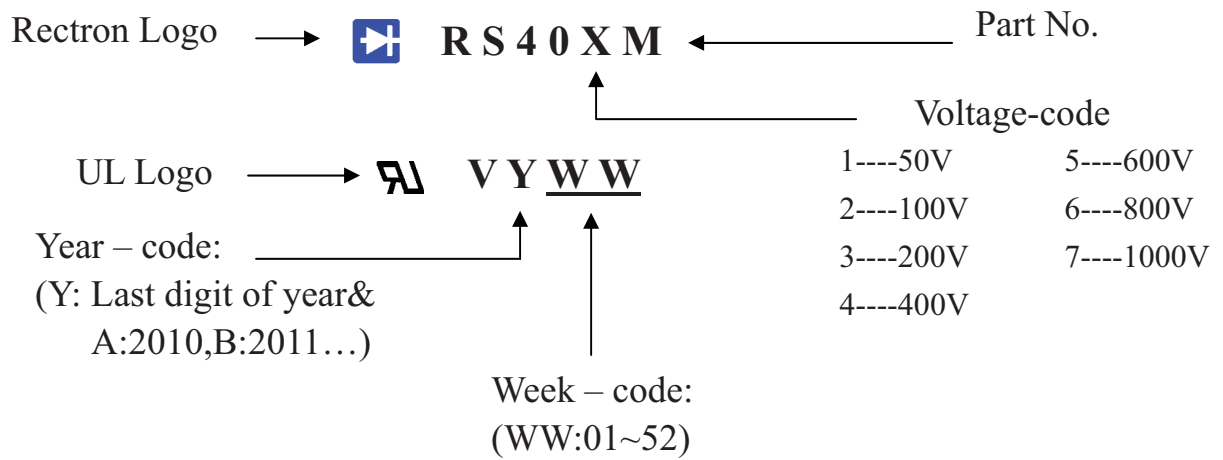 Rectron Logo
R S 4 0 X M
Part No.
Voltage-code
1----50V 5----600V
2----100V 6----800V
3----200V 7----1000V
4----400V
UL Logo
V Y W W
Year – code:
(Y: Last digit of year&
A:2010,B:2011…)
Week – code:
(WW:01~52)